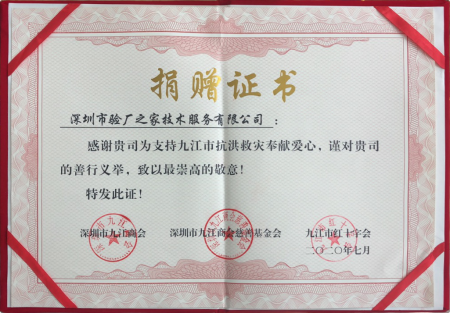 捐赠证书
深圳市验厂之家技术服务有限公司：
感谢贵司为支持九江市抗洪救灾奉献爱心，谨对贵司
的善行义举，致以最崇高的敬意！
特发此证！
深圳市九江商会 深圳市九江商会慈善基金会 九江市红十字会
二〇二〇年七月